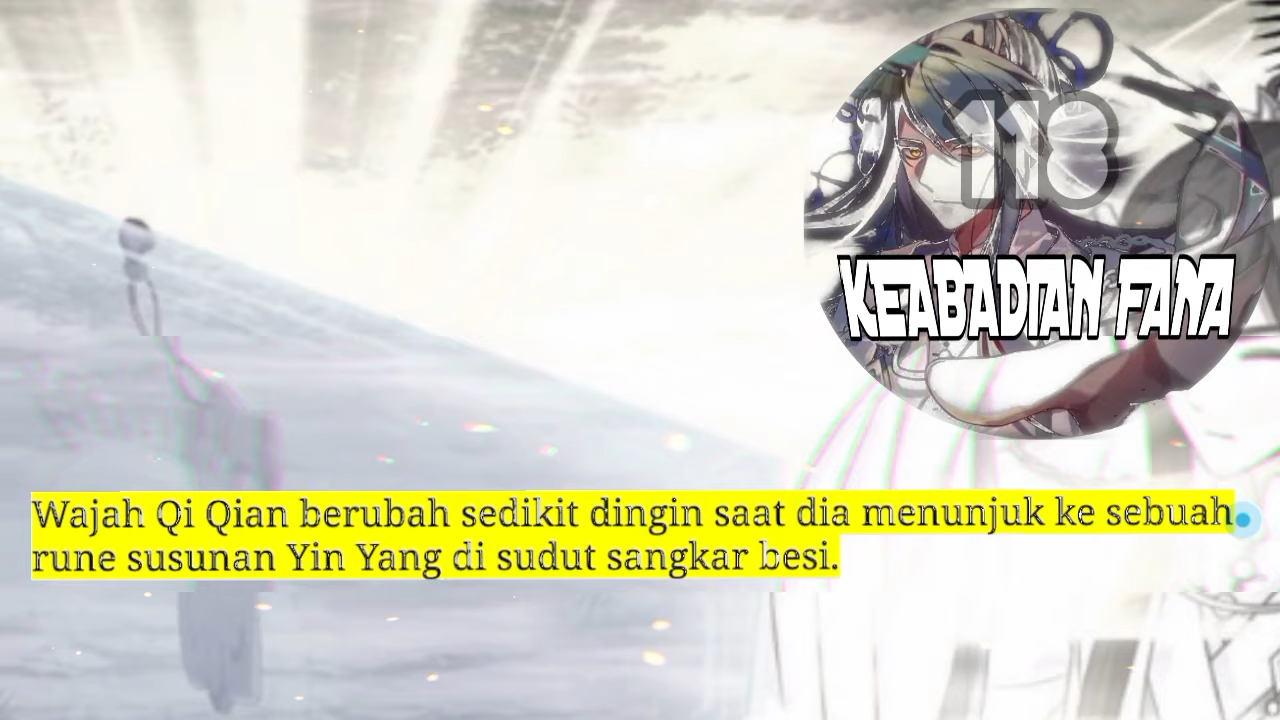 118
KEABADIAN FANA
Wajah Qi Qian berubah sedikit dingin saat dia menunjuk ke sebuah
rune susunan Yin Yang di sudut sangkar besi.